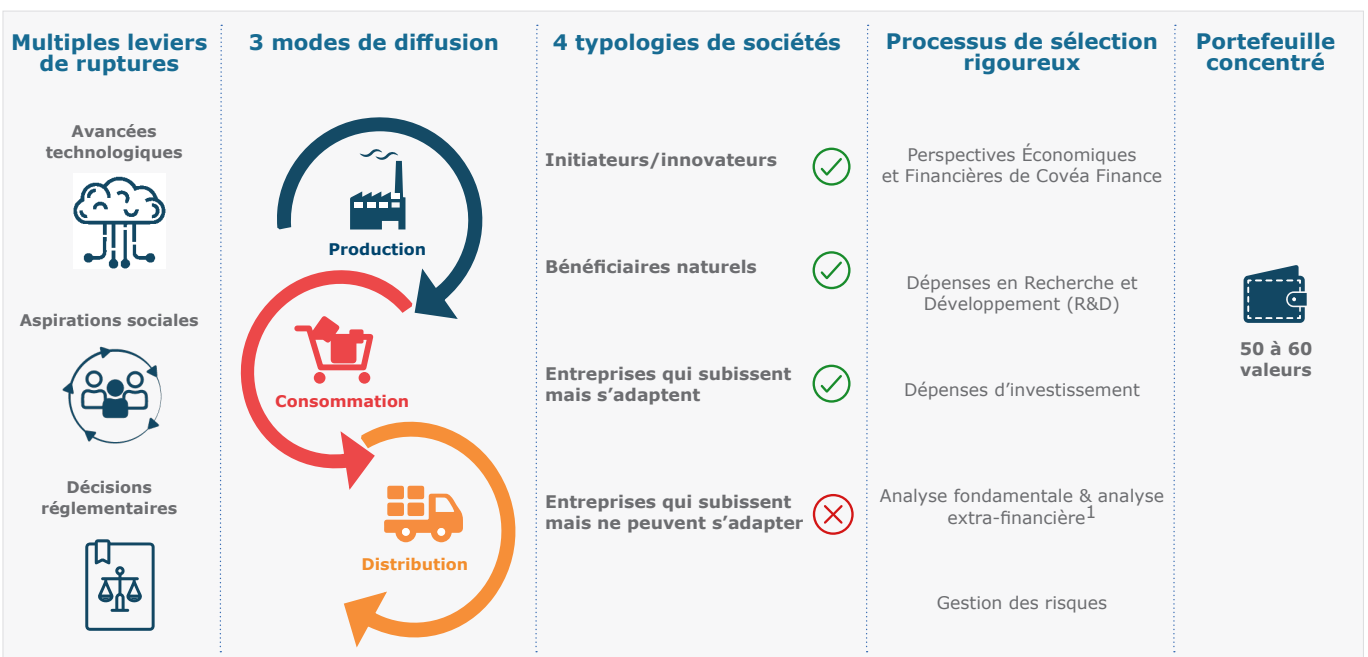 Multiples leviers
de ruptures
Avancées
technologiques
Aspirations sociales
Décisions
réglementaires
3 modes de diffusion
Production
Consommation
Distribution
4 typologies de sociétés
Initiateurs/innovateurs
Bénéficiaires naturels
Entreprises qui subissent
mais s’adaptent
Entreprises qui subissent
mais ne peuvent s’adapter
Processus de sélection
rigoureux
Perspectives Économiques
et Financières de Covéa Finance
Dépenses en Recherche et
Développement (R&D)
Dépenses d’investissement
Analyse fondamentale & analyse
extra-financière1
Gestion des risques
Portefeuille
concentré
50 à 60
valeurs